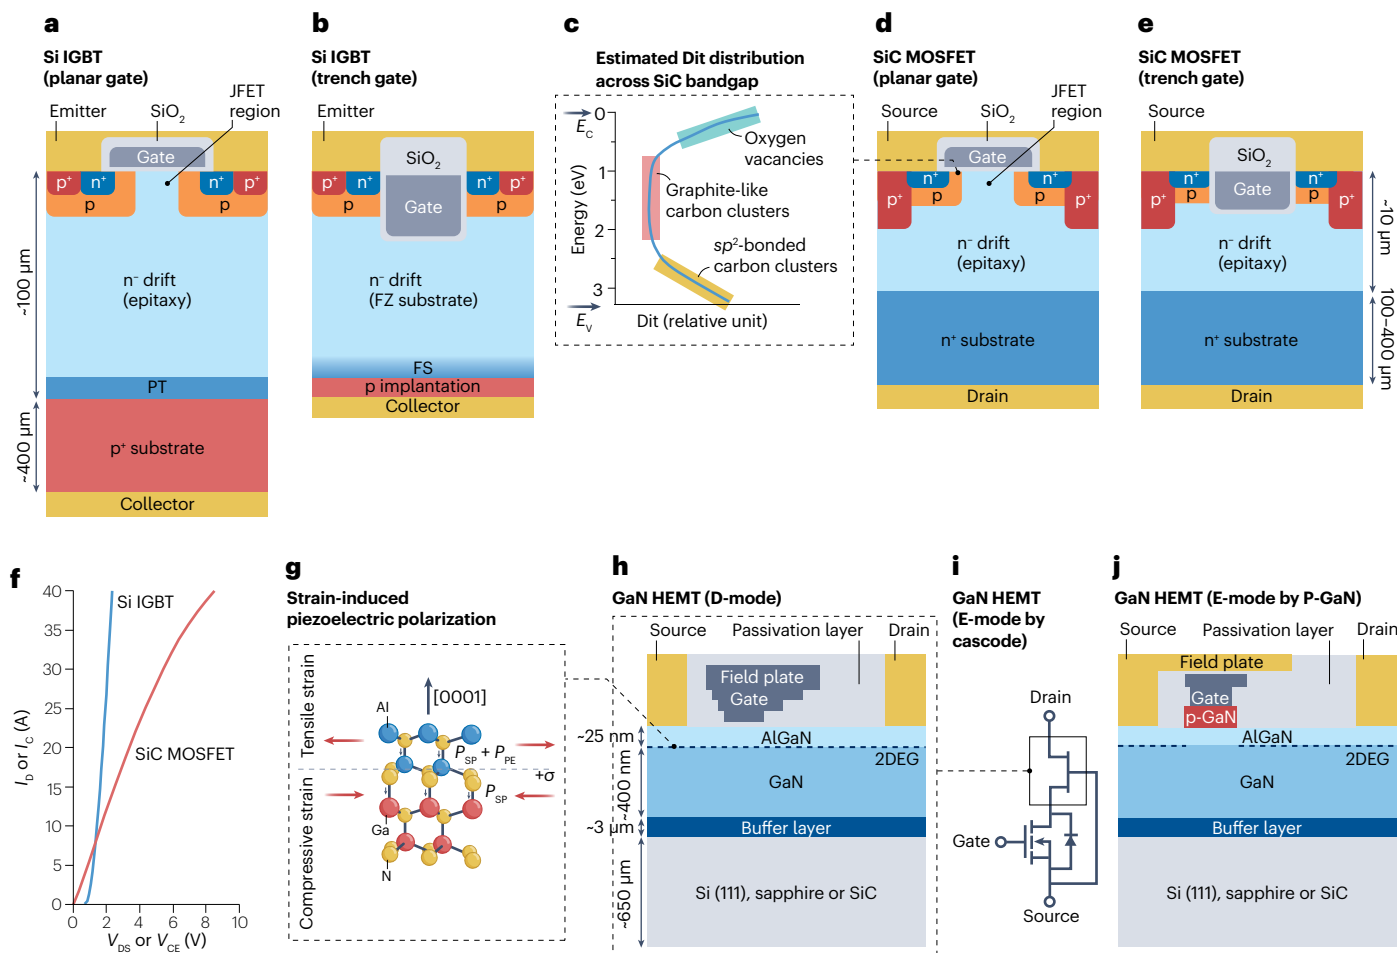 a
Si IGBT
(planar gate)
Emitter
SiO₂
JFET
region
Gate
p⁺
n⁺
n⁺
p⁺
p
p
n⁻ drift
(epitaxy)
PT
p⁺ substrate
Collector
~100 µm
~400 µm
b
Si IGBT
(trench gate)
Emitter
SiO₂
Gate
p⁺
n⁺
n⁺
p⁺
p
p
n⁻ drift
(FZ substrate)
FS
p implantation
Collector
c
Estimated Dit distribution
across SiC bandgap
E_C
0
1
2
3
E_V
Energy (eV)
Oxygen
vacancies
Graphite-like
carbon clusters
sp²-bonded
carbon clusters
Dit (relative unit)
d
SiC MOSFET
(planar gate)
Source
SiO₂
JFET
region
Gate
p⁺
n⁺
n⁺
p⁺
p
p
n⁻ drift
(epitaxy)
n⁺ substrate
Drain
e
SiC MOSFET
(trench gate)
Source
SiO₂
Gate
p⁺
n⁺
n⁺
p⁺
p
p
n⁻ drift
(epitaxy)
n⁺ substrate
Drain
~10 µm
100–400 µm
f
40
35
30
25
20
15
10
5
0
I_D or I_C (A)
Si IGBT
SiC MOSFET
0
2
4
6
8
10
V_DS or V_CE (V)
g
Strain-induced
piezoelectric polarization
Tensile strain
Compressive strain
[0001]
Al
P_SP + P_PE
+σ
P_SP
Ga
N
h
GaN HEMT (D-mode)
Source
Passivation layer
Drain
Field plate
Gate
~25 nm
AlGaN
2DEG
~400 nm
GaN
~3 µm
Buffer layer
~650 µm
Si (111), sapphire or SiC
i
GaN HEMT
(E-mode by
cascode)
Drain
Gate
Source
j
GaN HEMT (E-mode by P-GaN)
Source
Passivation layer
Drain
Field plate
Gate
p-GaN
AlGaN
2DEG
GaN
Buffer layer
Si (111), sapphire or SiC